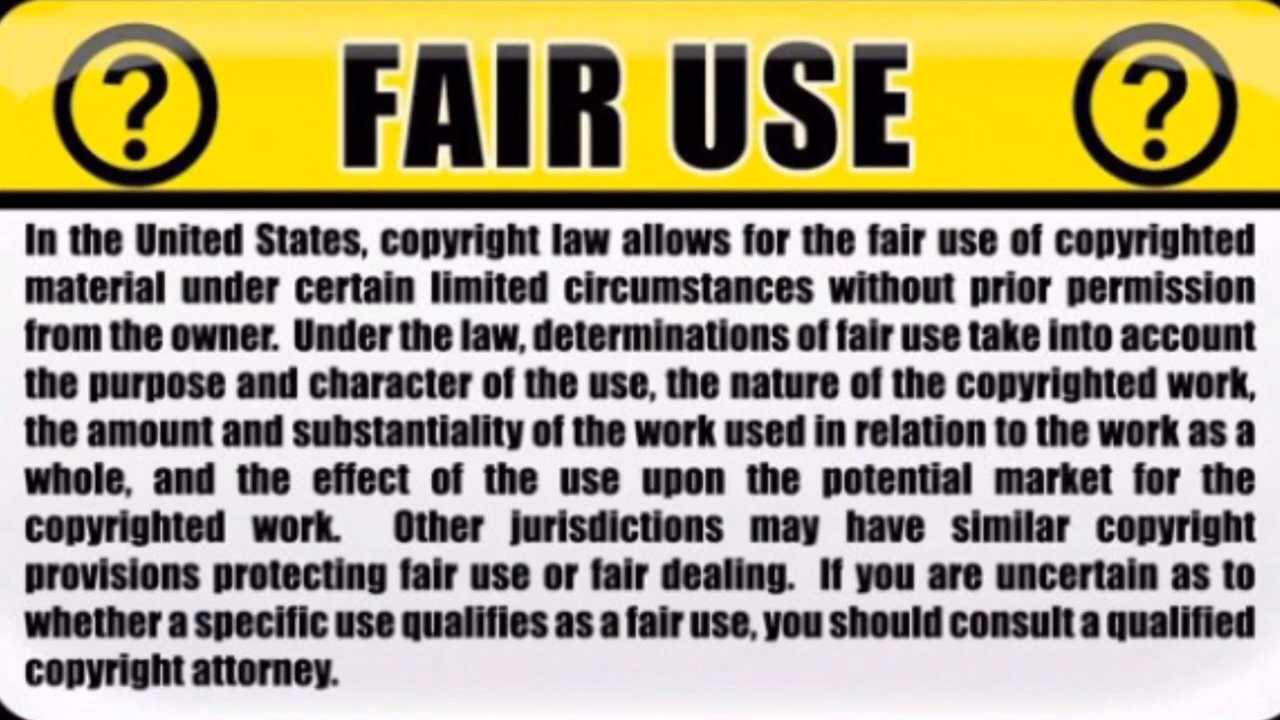 FAIR USE
In the United States, copyright law allows for the fair use of copyrighted
material under certain limited circumstances without prior permission
from the owner. Under the law, determinations of fair use take into account
the purpose and character of the use, the nature of the copyrighted work,
the amount and substantiality of the work used in relation to the work as a
whole, and the effect of the use upon the potential market for the
copyrighted work. Other jurisdictions may have similar copyright
provisions protecting fair use or fair dealing. If you are uncertain as to
whether a specific use qualifies as a fair use, you should consult a qualified
copyright attorney.